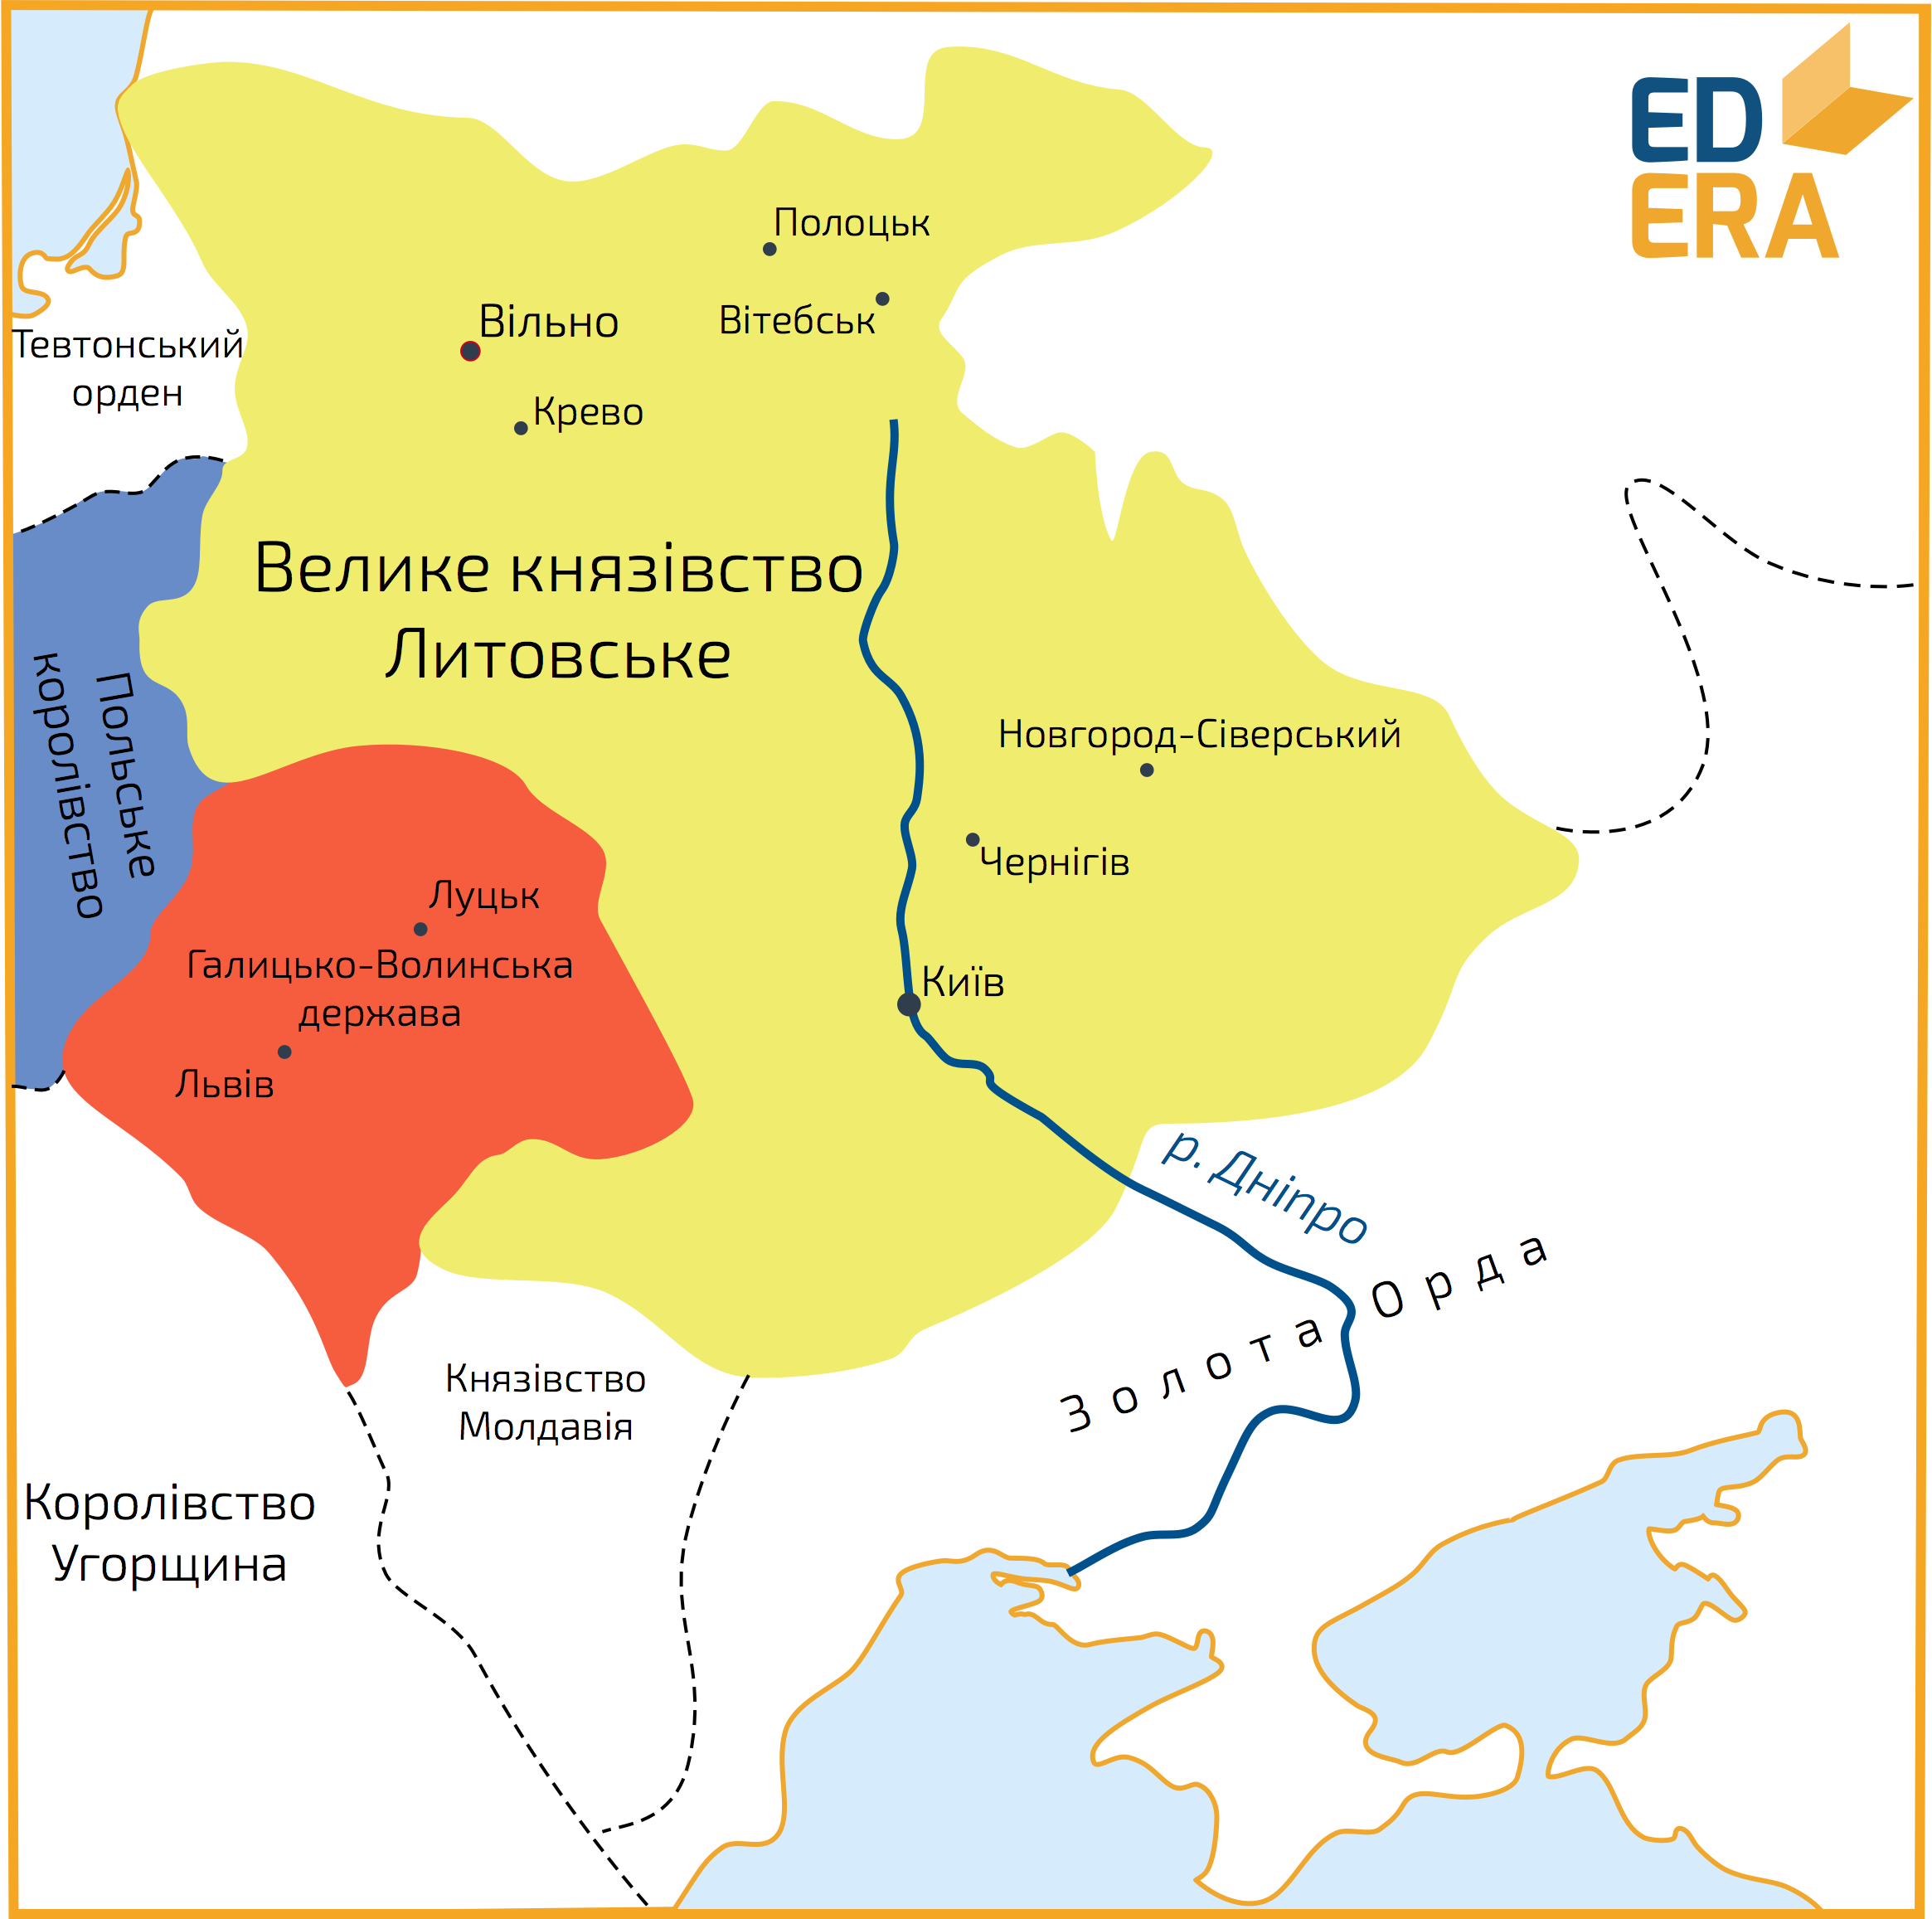 ED
ERA
Полоцьк
Вільно
Вітебськ
Тевтонський
орден
Крево
Велике князівство
Литовське
Польське
королівство
Новгород-Сіверський
Чернігів
Луцьк
Галицько-Волинська
держава
Київ
Львів
р. Дніпро
Золота Орда
Князівство
Молдавія
Королівство
Угорщина